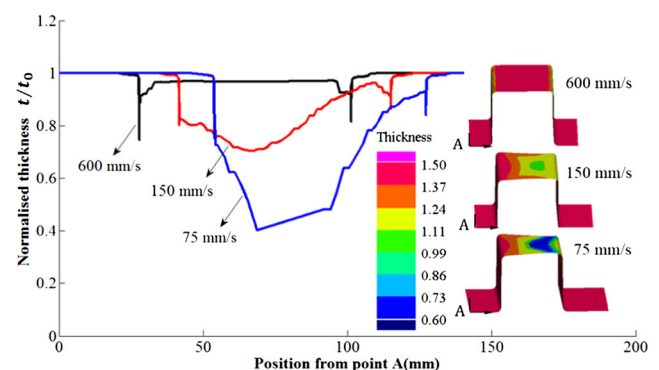 1.2
1
0.8
0.6
0.4
0.2
0
Normalised thickness t/t0
600 mm/s
150 mm/s
75 mm/s
Thickness
1.50
1.37
1.24
1.11
0.99
0.86
0.73
0.60
600 mm/s
A
150 mm/s
A
75 mm/s
A
0
50
100
150
200
Position from point A(mm)